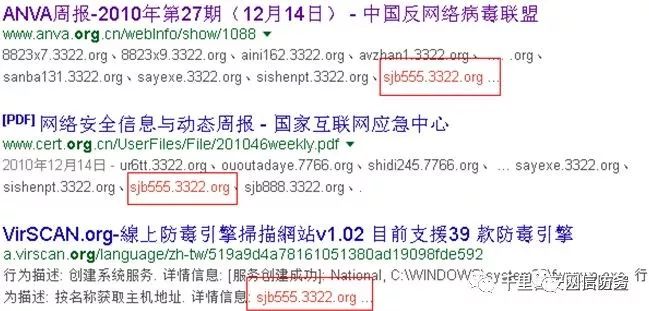 ANVA周报-2010年第27期（12月14日） - 中国反网络病毒联盟
www.anva.org.cn/webInfo/show/1088
8823x7.3322.org、8823x9.3322.org、aini162.3322.org、avzhan1.3322.org、 ... .org、
sanba131.3322.org、sayexe.3322.org、sishenpt.3322.org、sjb555.3322.org ...
[PDF] 网络安全信息与动态周报 - 国家互联网应急中心
www.cert.org.cn/UserFiles/File/201046weekly.pdf
2010年12月14日 - ur6tt.3322.org、ououtadaye.7766.org、shidi245.7766.org、 ... sayexe.3322.org、
sishenpt.3322.org、sjb555.3322.org、sjb888.3322.org、.
VirSCAN.org-線上防毒引擎掃描網站v1.02 目前支援39 款防毒引擎
a.virscan.org/language/zh-tw/519a9d4a78161051380ad19098fde592
行为描述: 创建系统服务. 详情信息: [服务创建成功]: National, C:\WINDOWS\system32\ 行
为描述: 按名称获取主机地址. 详情信息: sjb555.3322.org ...